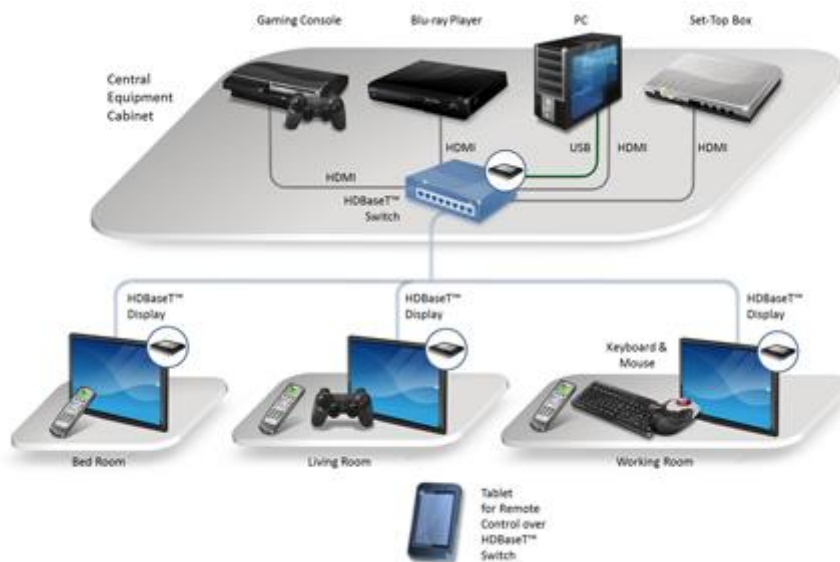 Gaming Console
Blu-ray Player
PC
Set-Top Box
Central
Equipment
Cabinet
HDMI
HDMI
USB
HDMI
HDMI
HDBaseT™
Switch
HDBaseT™
Display
HDBaseT™
Display
HDBaseT™
Display
Keyboard &
Mouse
Bed Room
Living Room
Working Room
Tablet
for Remote
Control over
HDBaseT™
Switch